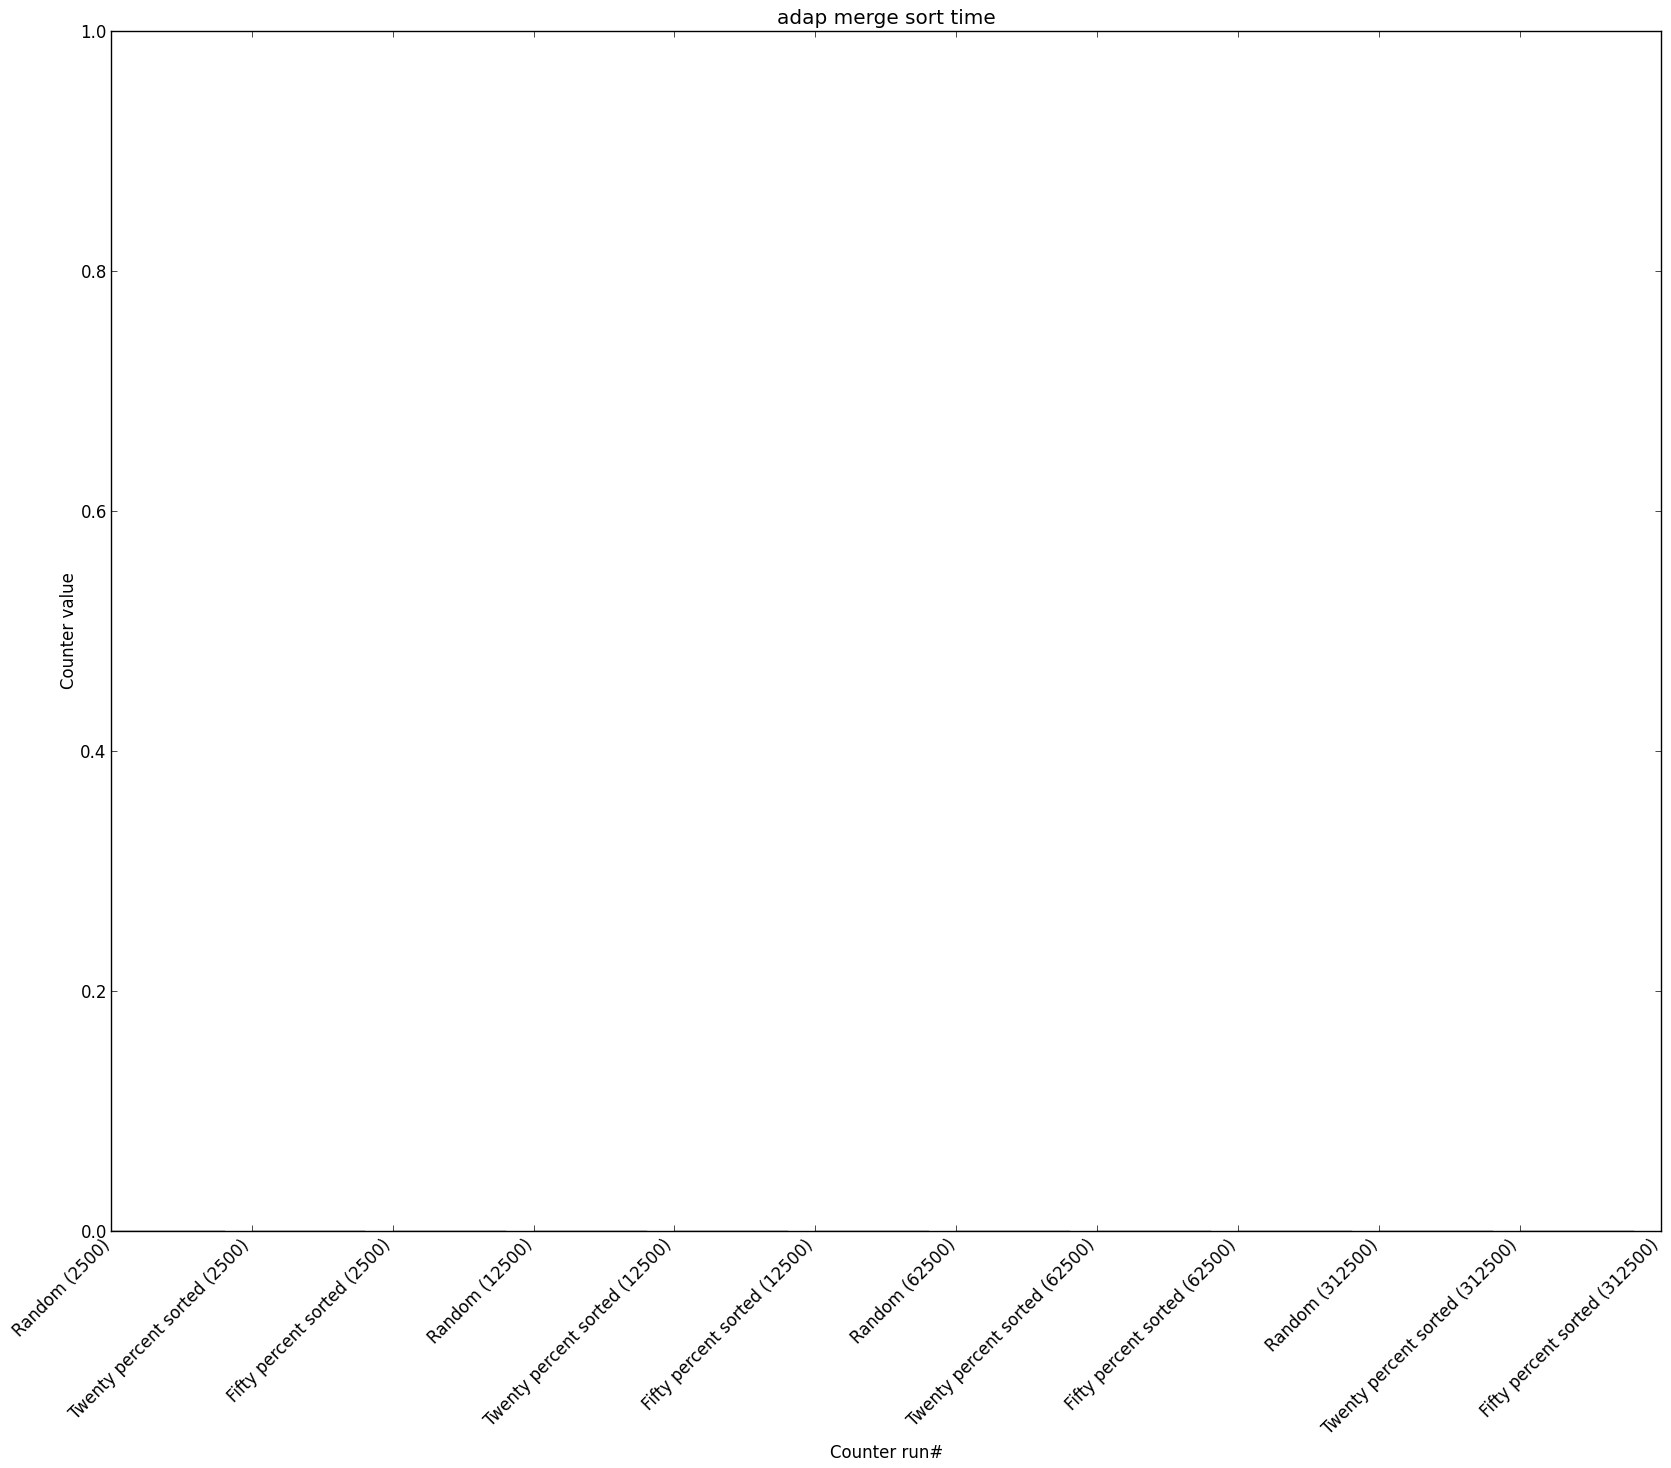 adap merge sort time
1.0
0.8
0.6
0.4
0.2
0.0
Counter value
Random (2500)
Twenty percent sorted (2500)
Fifty percent sorted (2500)
Random (12500)
Twenty percent sorted (12500)
Fifty percent sorted (12500)
Random (62500)
Twenty percent sorted (62500)
Fifty percent sorted (62500)
Random (312500)
Twenty percent sorted (312500)
Fifty percent sorted (312500)
Counter run#